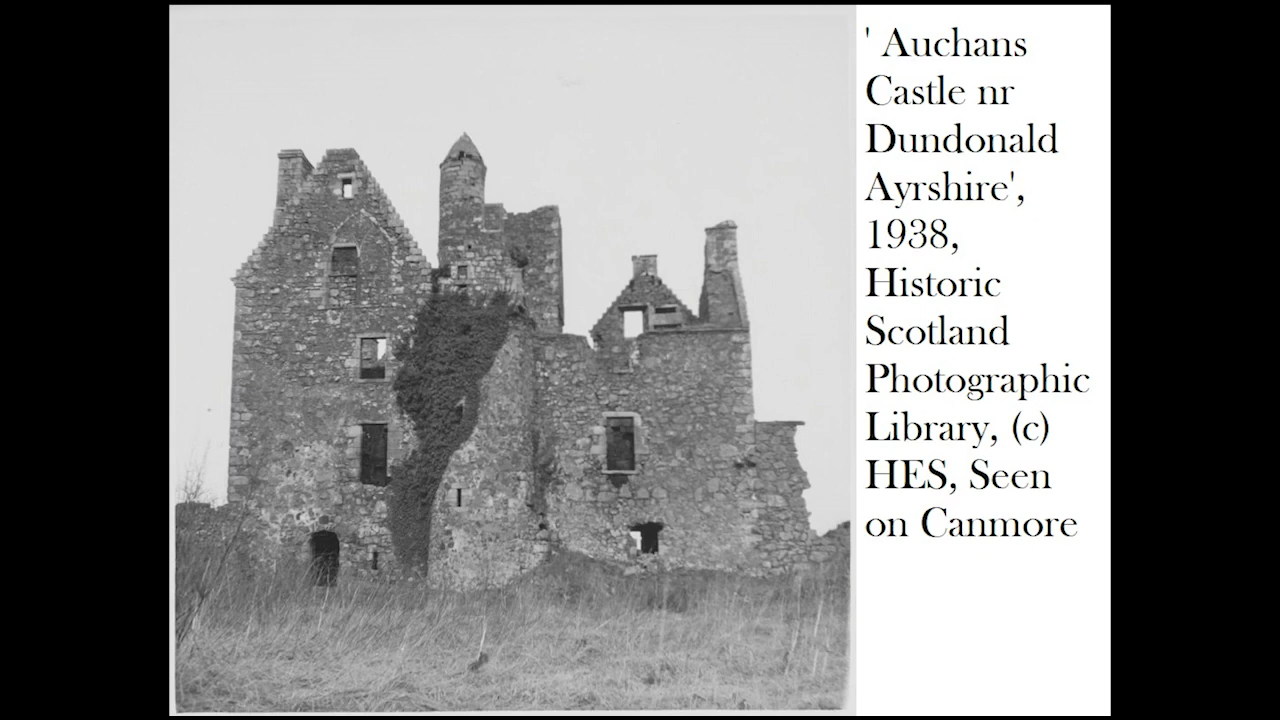 ' Auchans
Castle nr
Dundonald
Ayrshire',
1938,
Historic
Scotland
Photographic
Library, (c)
HES, Seen
on Canmore